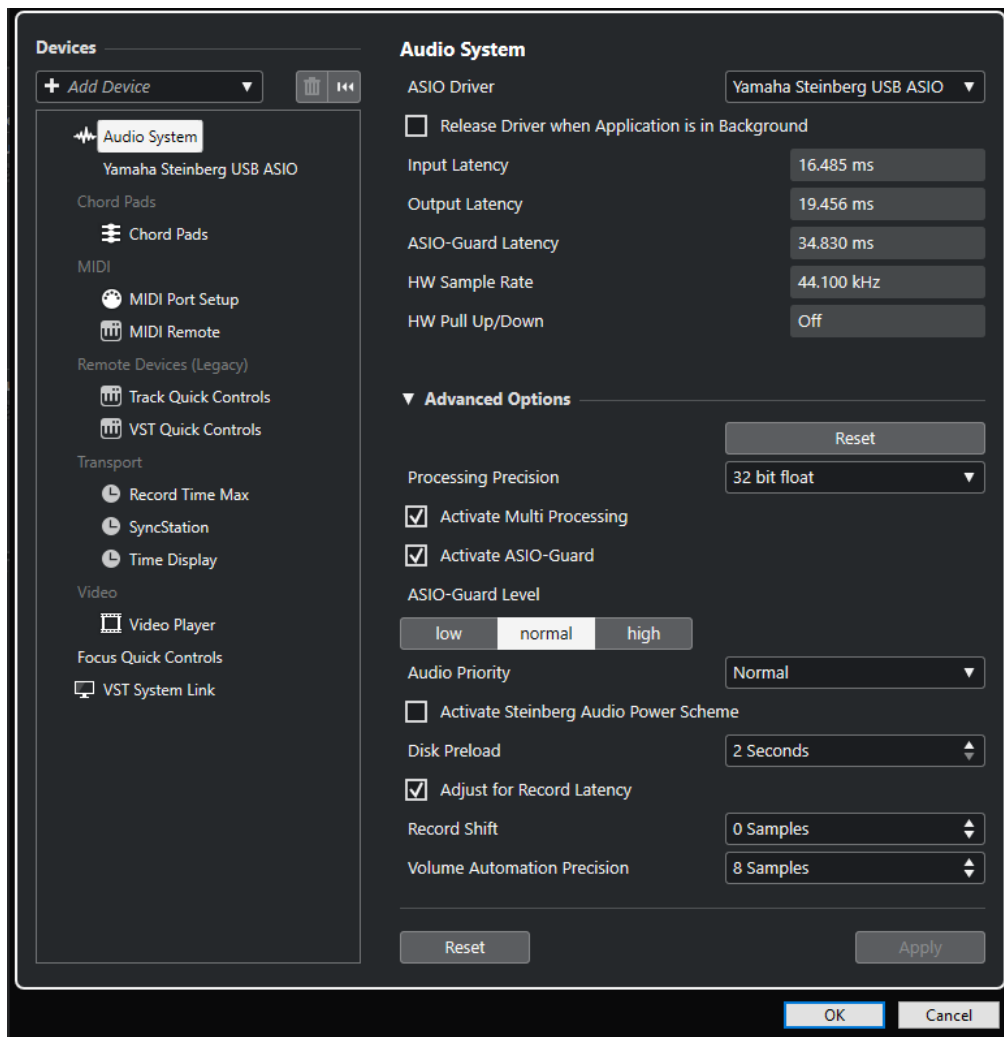 Devices
Add Device
Audio System
Yamaha Steinberg USB ASIO
Chord Pads
Chord Pads
MIDI
MIDI Port Setup
MIDI Remote
Remote Devices (Legacy)
Track Quick Controls
VST Quick Controls
Transport
Record Time Max
SyncStation
Time Display
Video
Video Player
Focus Quick Controls
VST System Link
Audio System
ASIO Driver Yamaha Steinberg USB ASIO
Release Driver when Application is in Background
Input Latency 16.485 ms
Output Latency 19.456 ms
ASIO-Guard Latency 34.830 ms
HW Sample Rate 44.100 kHz
HW Pull Up/Down Off
Advanced Options
Reset
Processing Precision 32 bit float
Activate Multi Processing
Activate ASIO-Guard
ASIO-Guard Level
low normal high
Audio Priority Normal
Activate Steinberg Audio Power Scheme
Disk Preload 2 Seconds
Adjust for Record Latency
Record Shift 0 Samples
Volume Automation Precision 8 Samples
Reset Apply
OK Cancel